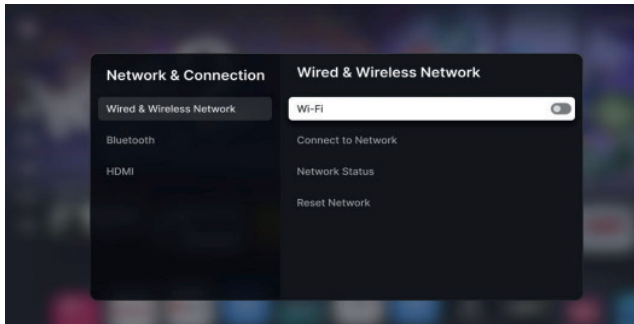 Network & Connection
Wired & Wireless Network
Bluetooth
HDMI
Wired & Wireless Network
Wi-Fi
Connect to Network
Network Status
Reset Network